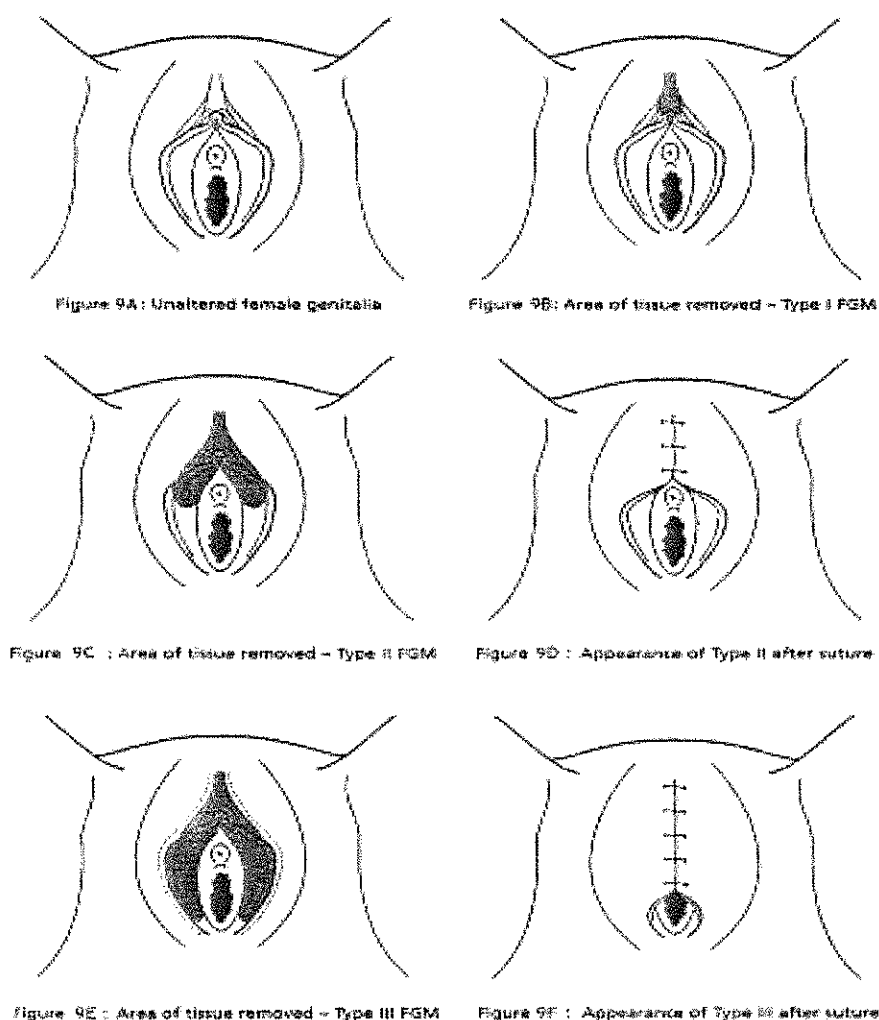 Figure 9A : Unaltered female genitalia
Figure 9B: Area of tissue removed – Type I FGM
Figure 9C : Area of tissue removed – Type II FGM
Figure 9D : Appearance of Type II after suture
Figure 9E : Area of tissue removed – Type III FGM
Figure 9F : Appearance of Type III after suture